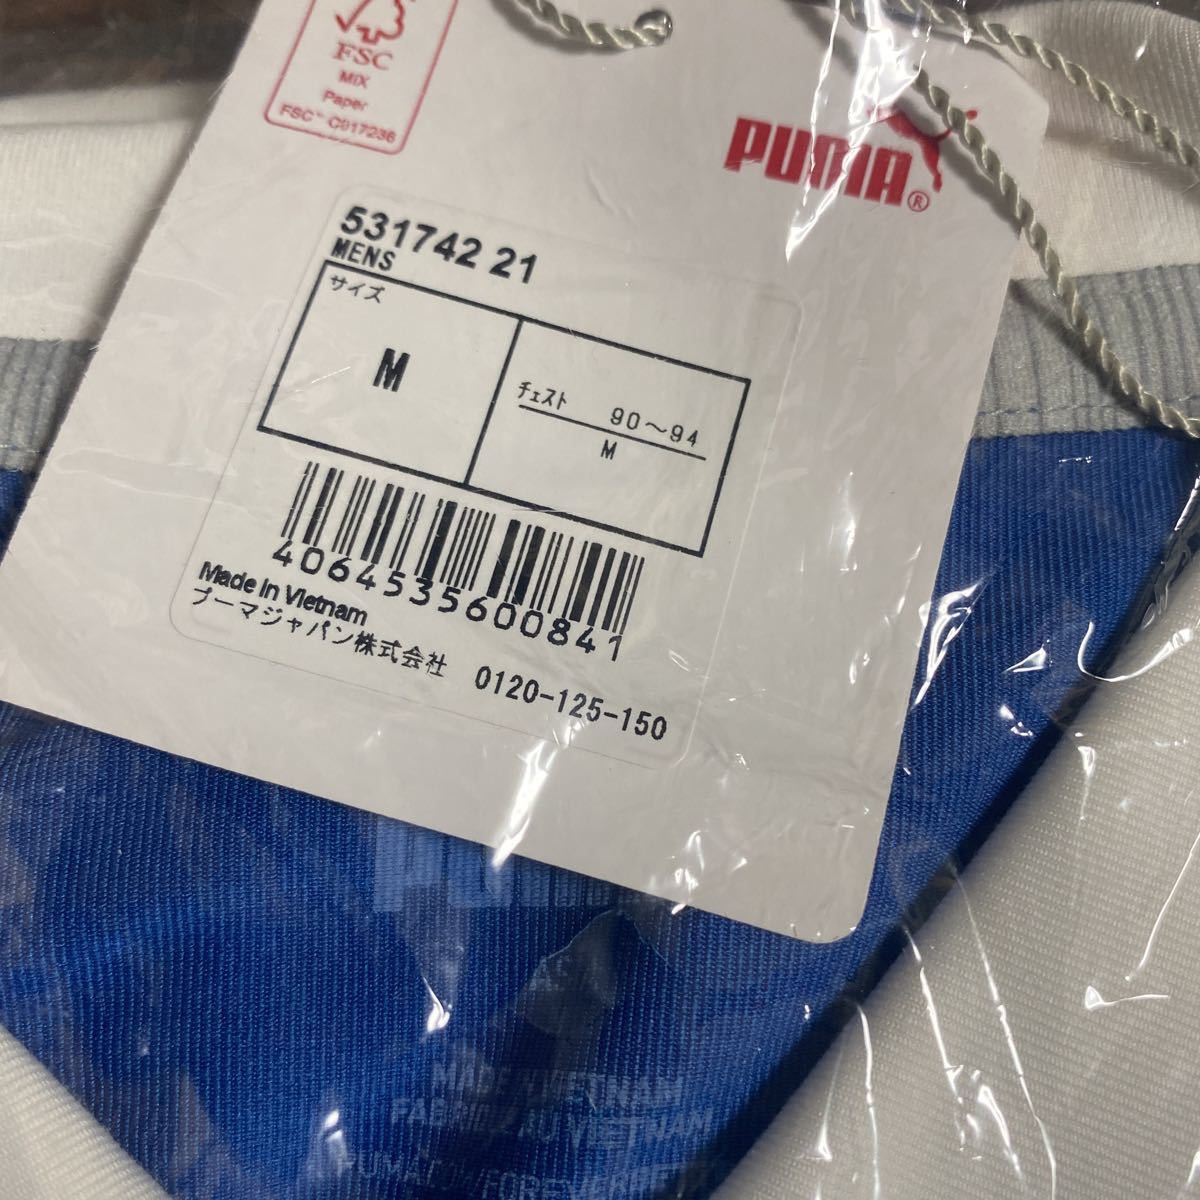 FSC
MIX
Paper
FSC™ C017236
PUMA®
531742 21
MENS
サイズ
M
チェスト 90～94
M
4064535600841
Made in Vietnam
プーマジャパン株式会社 0120-125-150
MADE IN VIETNAM
FABRIQUÉ AU VIETNAM